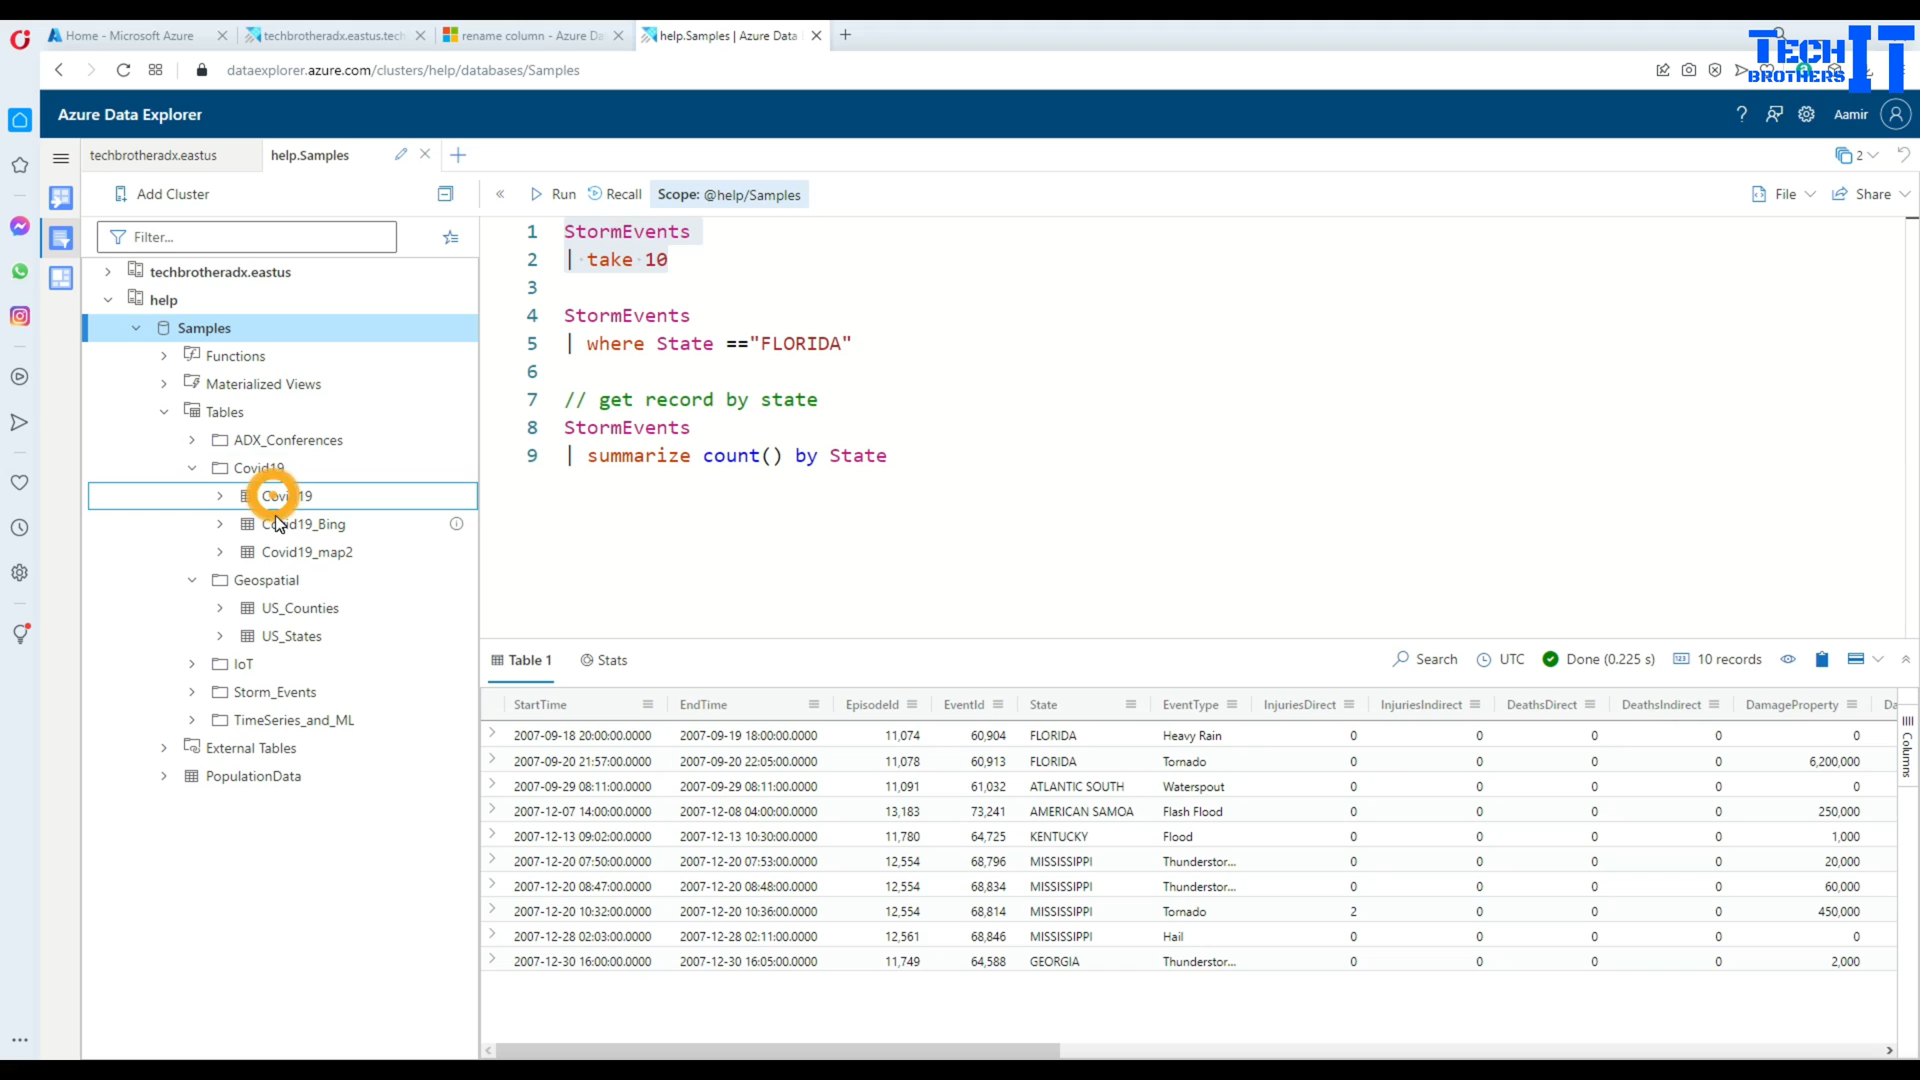 Home - Microsoft Azure
techbrotheradx.eastus.tech
rename column - Azure Da
help.Samples | Azure Data
TECH
BROTHERS
IT
dataexplorer.azure.com/clusters/help/databases/Samples
Azure Data Explorer
Aamir
techbrotheradx.eastus
help.Samples
2
Add Cluster
Run
Recall
Scope: @help/Samples
File
Share
Filter...
techbrotheradx.eastus
help
Samples
Functions
Materialized Views
Tables
ADX_Conferences
Covid19
Covid19
Covid19_Bing
Covid19_map2
Geospatial
US_Counties
US_States
IoT
Storm_Events
TimeSeries_and_ML
External Tables
PopulationData
1 StormEvents
2 | take 10
3
4 StormEvents
5 | where State =="FLORIDA"
6
7 // get record by state
8 StormEvents
9 | summarize count() by State
Table 1
Stats
Search
UTC
Done (0.225 s)
10 records
StartTime EndTime EpisodeId EventId State EventType InjuriesDirect InjuriesIndirect DeathsDirect DeathsIndirect DamageProperty Da
2007-09-18 20:00:00.0000 2007-09-19 18:00:00.0000 11,074 60,904 FLORIDA Heavy Rain 0 0 0 0 0
2007-09-20 21:57:00.0000 2007-09-20 22:05:00.0000 11,078 60,913 FLORIDA Tornado 0 0 0 0 6,200,000
2007-09-29 08:11:00.0000 2007-09-29 08:11:00.0000 11,091 61,032 ATLANTIC SOUTH Waterspout 0 0 0 0 0
2007-12-07 14:00:00.0000 2007-12-08 04:00:00.0000 13,183 73,241 AMERICAN SAMOA Flash Flood 0 0 0 0 250,000
2007-12-13 09:02:00.0000 2007-12-13 10:30:00.0000 11,780 64,725 KENTUCKY Flood 0 0 0 0 1,000
2007-12-20 07:50:00.0000 2007-12-20 07:53:00.0000 12,554 68,796 MISSISSIPPI Thunderstor... 0 0 0 0 20,000
2007-12-20 08:47:00.0000 2007-12-20 08:48:00.0000 12,554 68,834 MISSISSIPPI Thunderstor... 0 0 0 0 60,000
2007-12-20 10:32:00.0000 2007-12-20 10:36:00.0000 12,554 68,814 MISSISSIPPI Tornado 2 0 0 0 450,000
2007-12-28 02:03:00.0000 2007-12-28 02:11:00.0000 12,561 68,846 MISSISSIPPI Hail 0 0 0 0 0
2007-12-30 16:00:00.0000 2007-12-30 16:05:00.0000 11,749 64,588 GEORGIA Thunderstor... 0 0 0 0 2,000
Columns